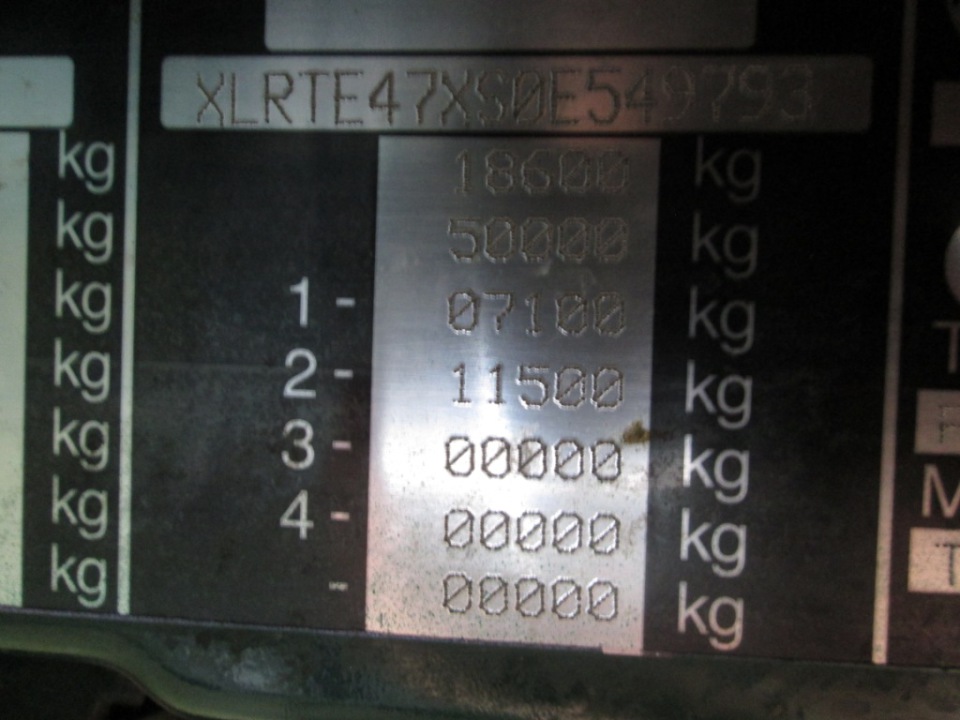 XLRTE47XS0E549793
kg 18600 kg
kg 50000 kg
kg 1 - 07100 kg
kg 2 - 11500 kg
kg 3 - 00000 kg
kg 4 - 00000 kg
kg - 00000 kg
T
M
T